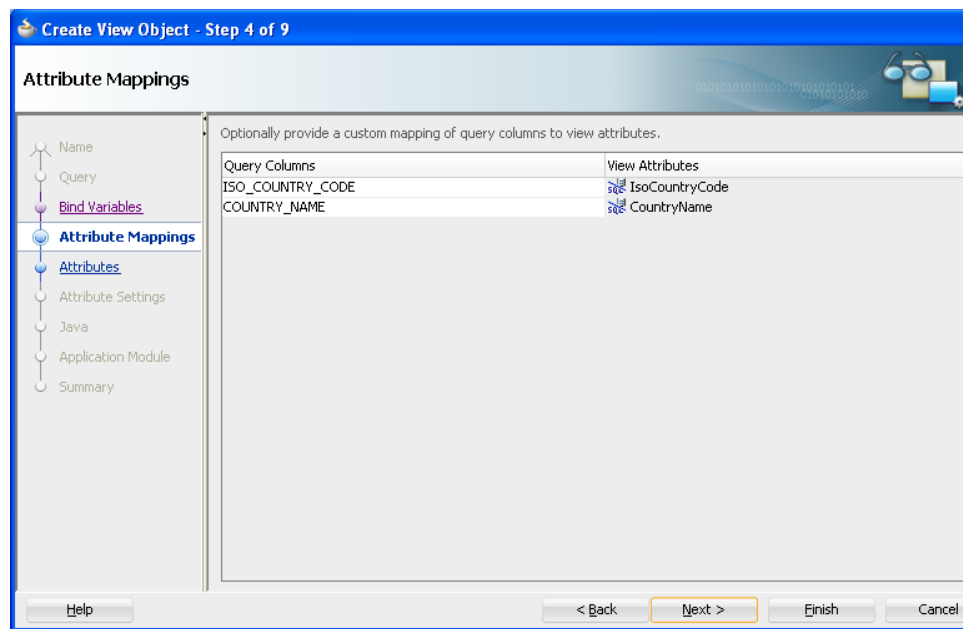 Create View Object - Step 4 of 9
Attribute Mappings
Name
Query
Bind Variables
Attribute Mappings
Attributes
Attribute Settings
Java
Application Module
Summary
Optionally provide a custom mapping of query columns to view attributes.
Query Columns View Attributes
ISO_COUNTRY_CODE IsoCountryCode
COUNTRY_NAME CountryName
Help < Back Next > Finish Cancel